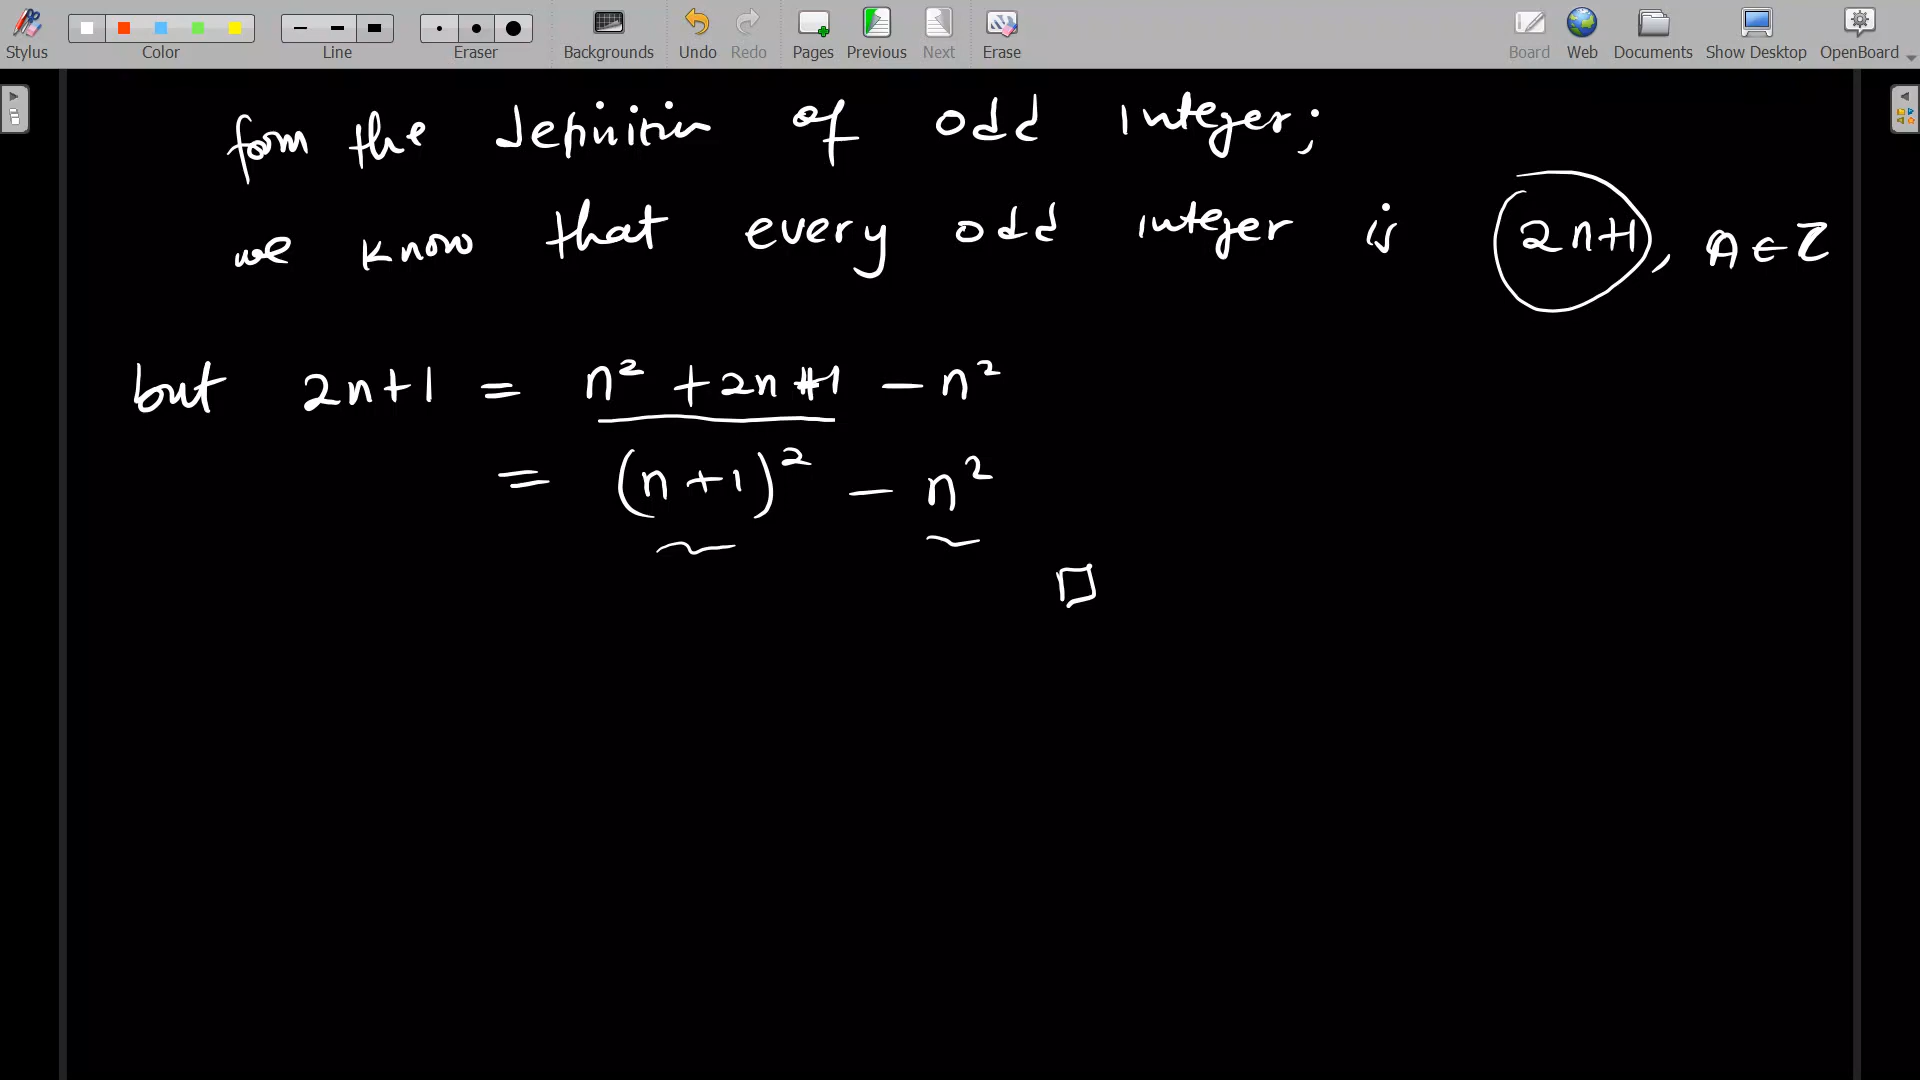 Stylus Color Line Eraser Backgrounds Undo Redo Pages Previous Next Erase Board Web Documents Show Desktop OpenBoard
form the definition of odd integer;
we know that every odd integer is 2n+1, n ∈ Z
but 2n+1 = n² + 2n +1 − n²
= (n+1)² − n²
□